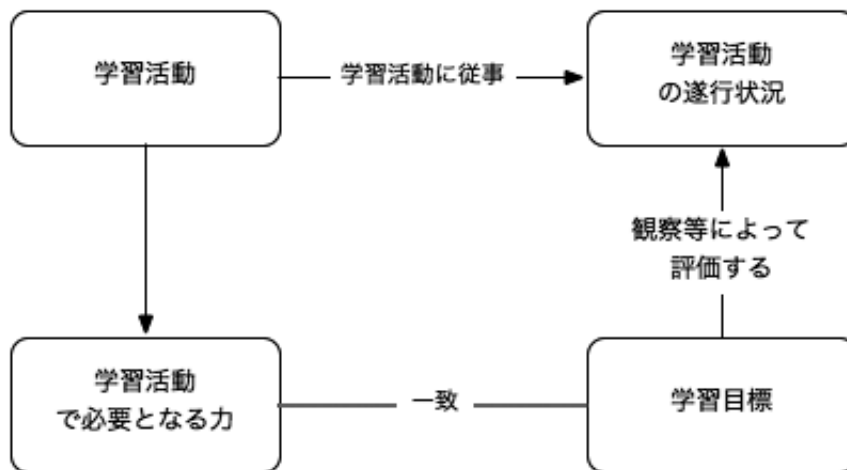 学習活動
学習活動に従事
学習活動
の遂行状況
観察等によって
評価する
学習活動
で必要となる力
一致
学習目標